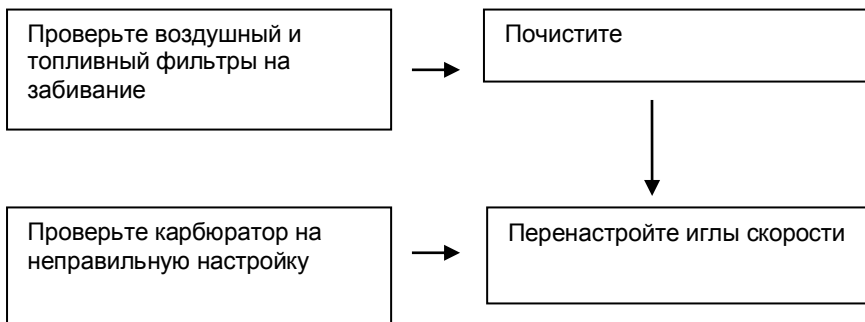 Проверьте воздушный и
топливный фильтры на
забивание
Почистите
Проверьте карбюратор на
неправильную настройку
Перенастройте иглы скорости